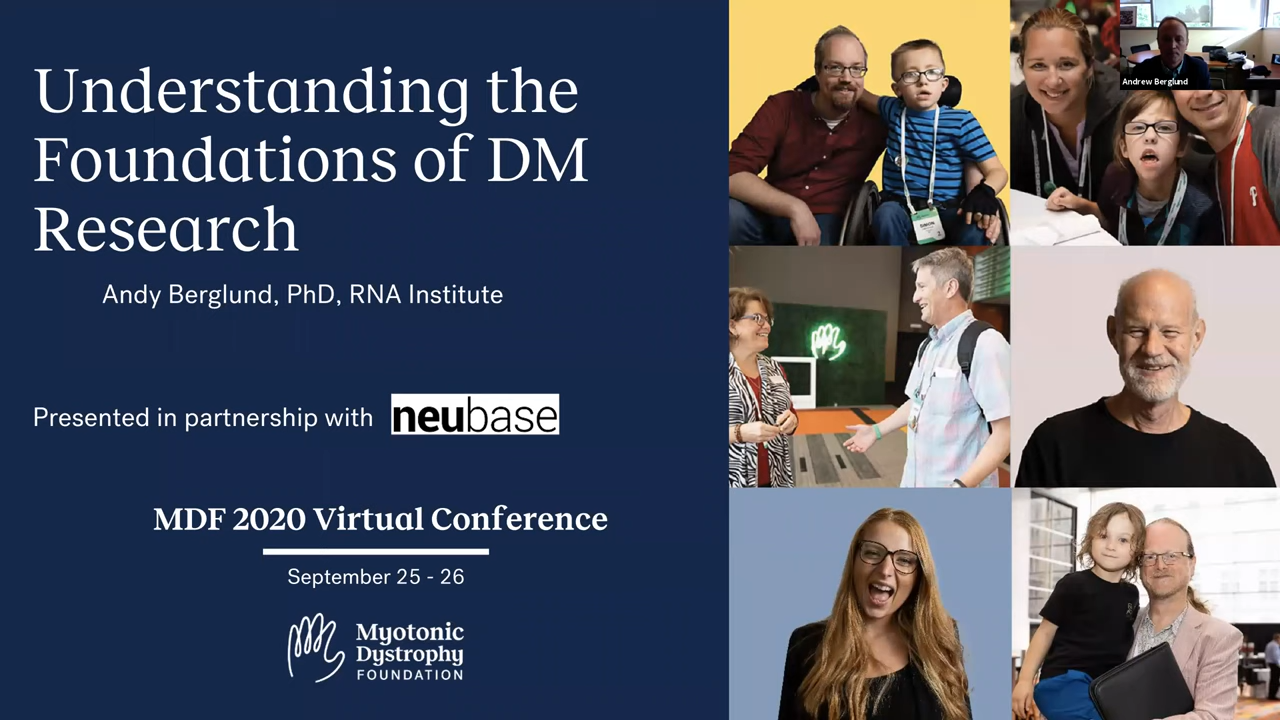 Understanding the
Foundations of DM
Research
Andy Berglund, PhD, RNA Institute
Presented in partnership with neubase
MDF 2020 Virtual Conference
September 25 - 26
Myotonic
Dystrophy
FOUNDATION
Andrew Berglund